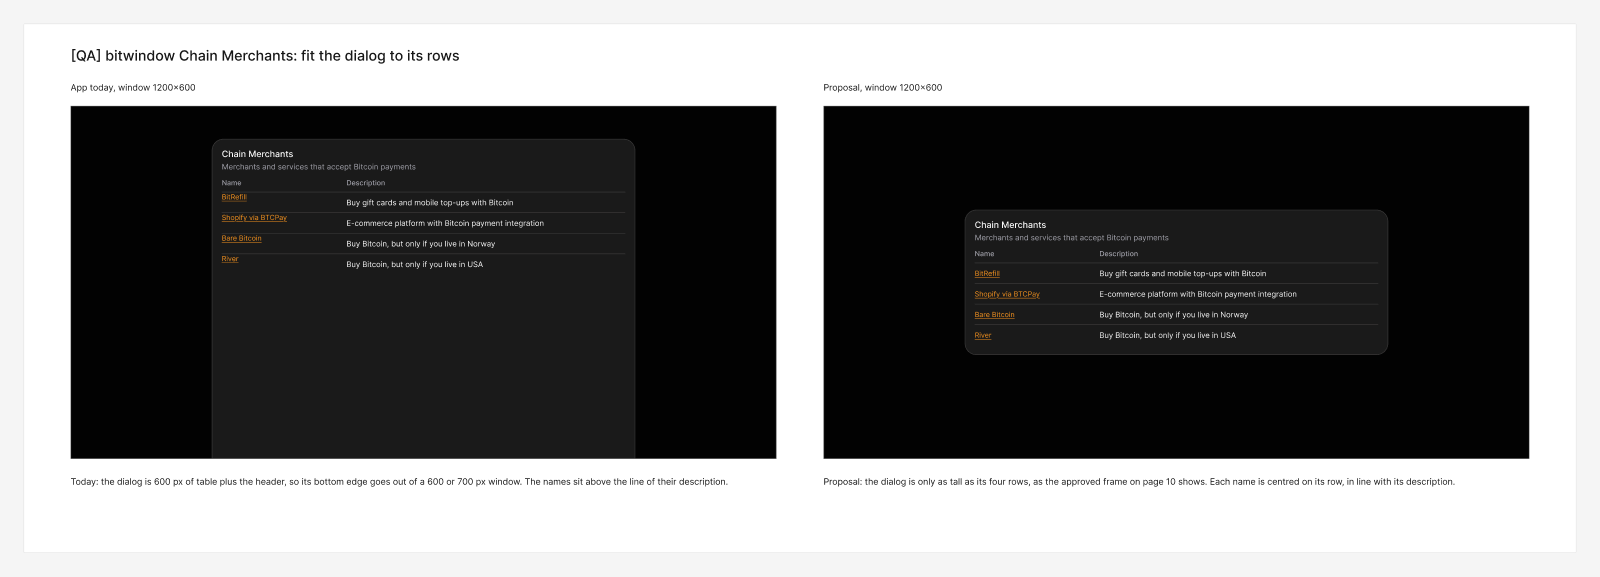 [QA] bitwindow Chain Merchants: fit the dialog to its rows
App today, window 1200×600
Chain Merchants
Merchants and services that accept Bitcoin payments
Name Description
BitRefill Buy gift cards and mobile top-ups with Bitcoin
Shopify via BTCPay E-commerce platform with Bitcoin payment integration
Bare Bitcoin Buy Bitcoin, but only if you live in Norway
River Buy Bitcoin, but only if you live in USA
Today: the dialog is 600 px of table plus the header, so its bottom edge goes out of a 600 or 700 px window. The names sit above the line of their description.
Proposal, window 1200×600
Chain Merchants
Merchants and services that accept Bitcoin payments
Name Description
BitRefill Buy gift cards and mobile top-ups with Bitcoin
Shopify via BTCPay E-commerce platform with Bitcoin payment integration
Bare Bitcoin Buy Bitcoin, but only if you live in Norway
River Buy Bitcoin, but only if you live in USA
Proposal: the dialog is only as tall as its four rows, as the approved frame on page 10 shows. Each name is centred on its row, in line with its description.